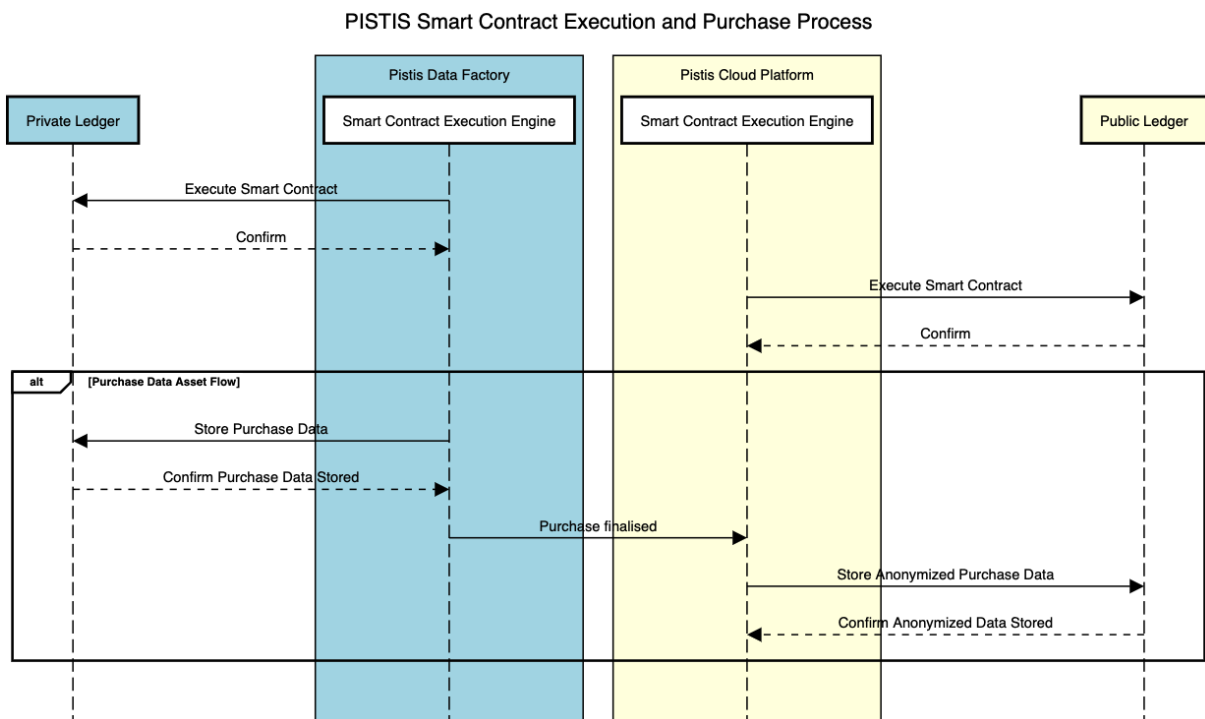 PISTIS Smart Contract Execution and Purchase Process
Pistis Data Factory
Pistis Cloud Platform
Private Ledger
Smart Contract Execution Engine
Smart Contract Execution Engine
Public Ledger
Execute Smart Contract
Confirm
Execute Smart Contract
Confirm
alt
[Purchase Data Asset Flow]
Store Purchase Data
Confirm Purchase Data Stored
Purchase finalised
Store Anonymized Purchase Data
Confirm Anonymized Data Stored